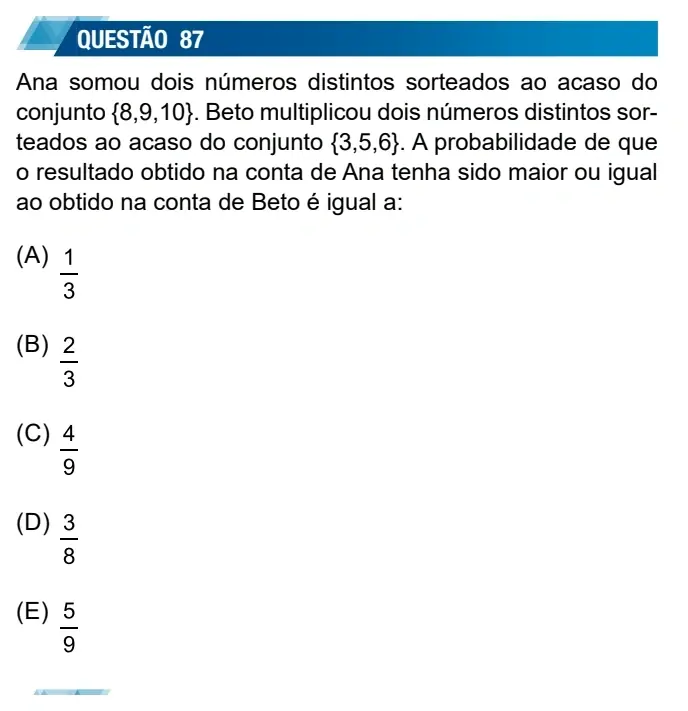 QUESTÃO 87
Ana somou dois números distintos sorteados ao acaso do
conjunto {8,9,10}. Beto multiplicou dois números distintos sor-
teados ao acaso do conjunto {3,5,6}. A probabilidade de que
o resultado obtido na conta de Ana tenha sido maior ou igual
ao obtido na conta de Beto é igual a:
(A) 1
3
(B) 2
3
(C) 4
9
(D) 3
8
(E) 5
9